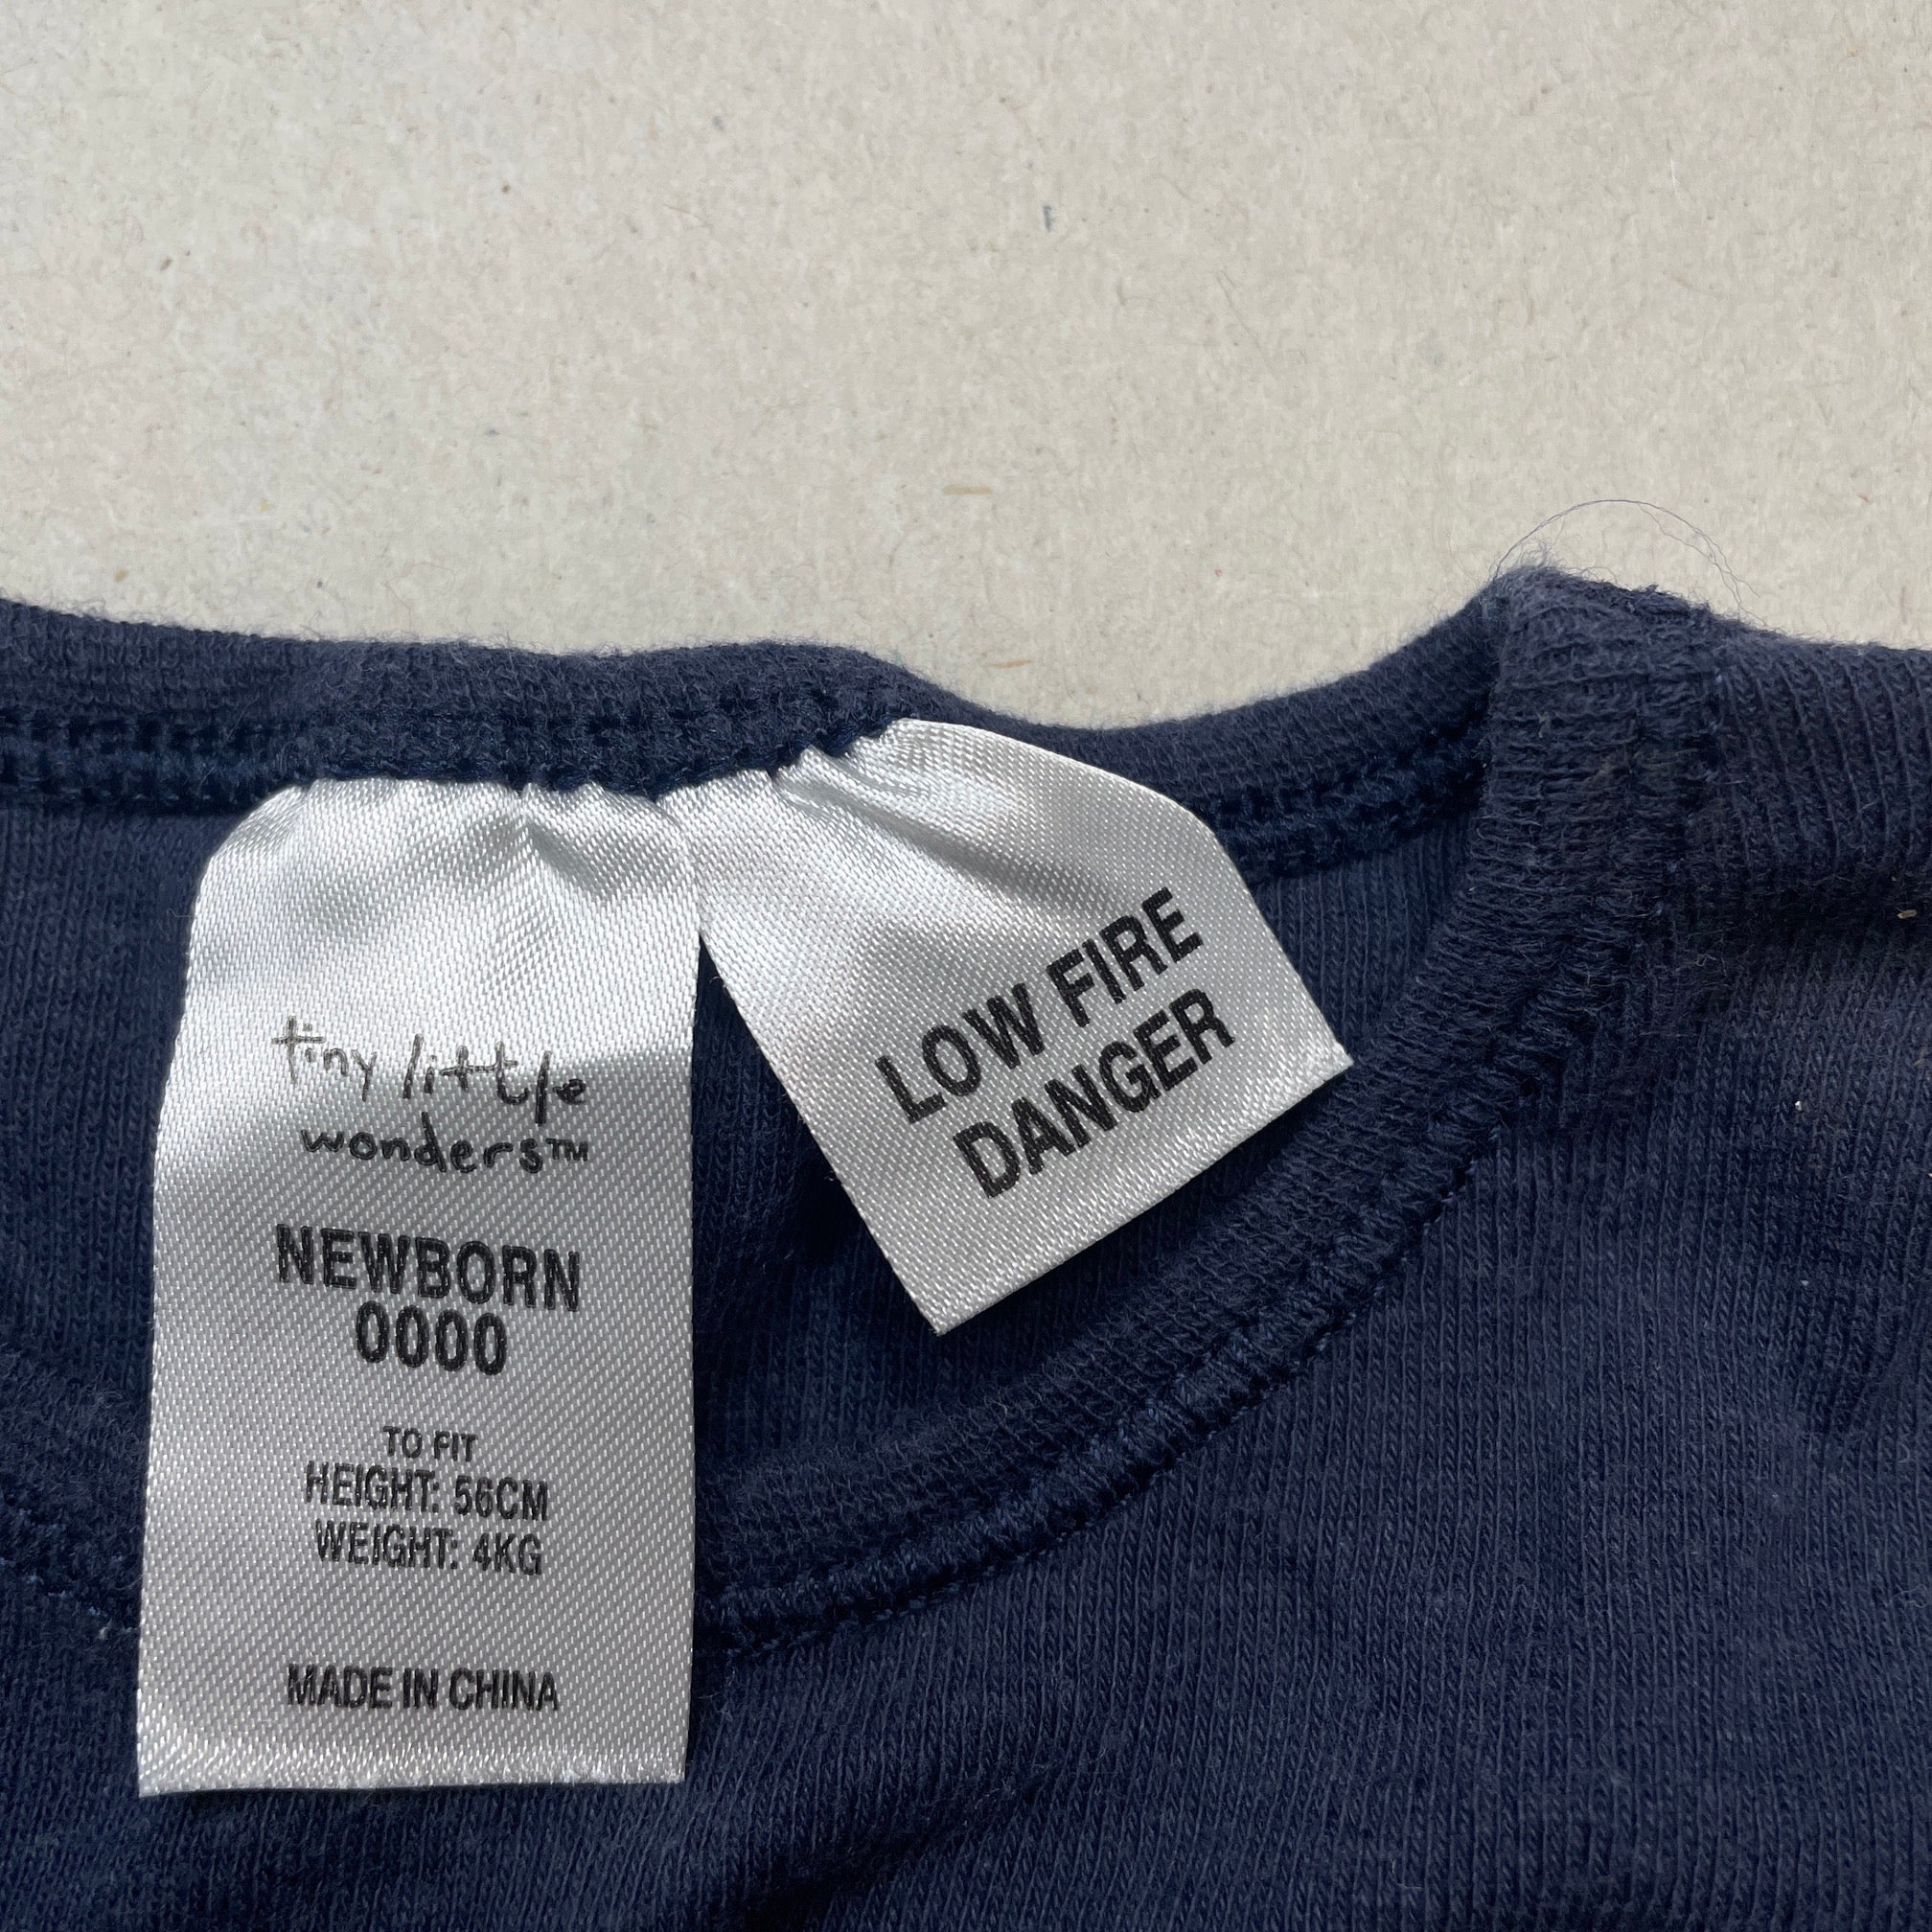 tiny little
wonders™
NEWBORN
0000
TO FIT
HEIGHT: 56CM
WEIGHT: 4KG
MADE IN CHINA
LOW FIRE
DANGER